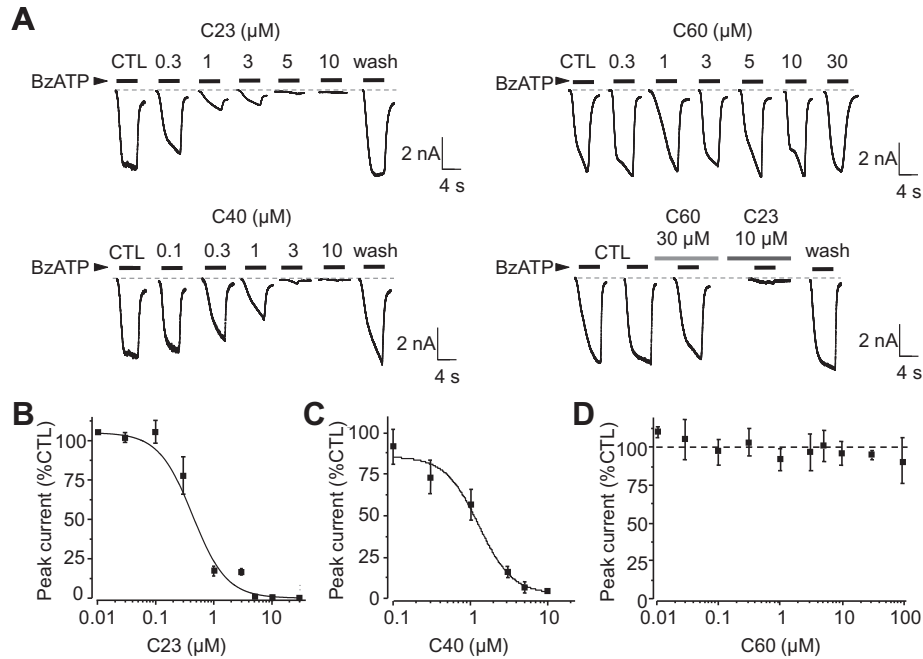 A
C23 (µM)
CTL 0.3 1 3 5 10 wash
BzATP
2 nA
4 s
C60 (µM)
CTL 0.3 1 3 5 10 30
2 nA
4 s
C40 (µM)
CTL 0.1 0.3 1 3 10 wash
BzATP
2 nA
4 s
C60 C23
CTL 30 µM 10 µM wash
BzATP
2 nA
4 s
B
Peak current (%CTL)
100
75
50
25
0
0.01 0.1 1 10
C23 (µM)
C
Peak current (%CTL)
100
75
50
25
0
0.1 1 10
C40 (µM)
D
Peak current (%CTL)
100
75
50
25
0
0.01 0.1 1 10 100
C60 (µM)